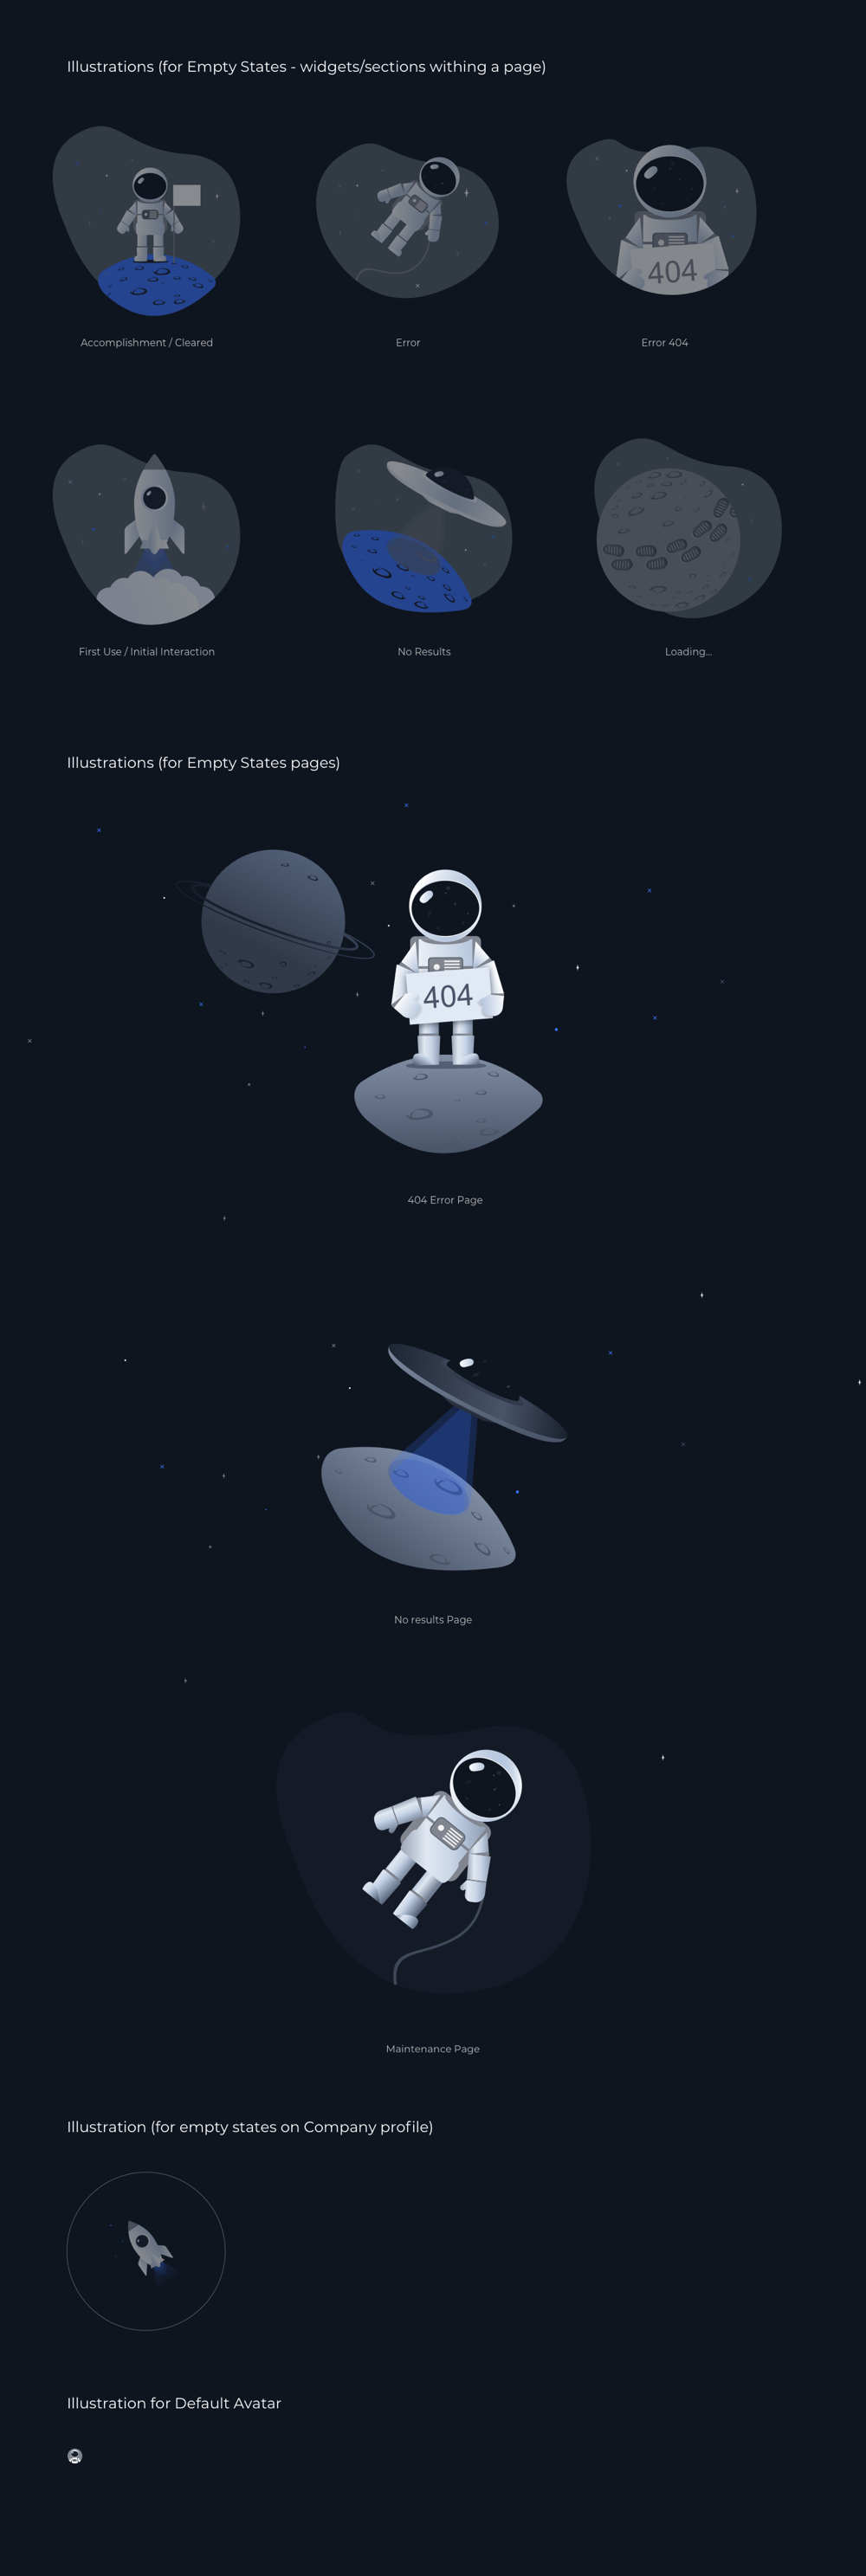 Illustrations (for Empty States - widgets/sections withing a page)
404
Accomplishment / Cleared
Error
Error 404
First Use / Initial Interaction
No Results
Loading...
Illustrations (for Empty States pages)
404
404 Error Page
No results Page
Maintenance Page
Illustration (for empty states on Company profile)
Illustration for Default Avatar